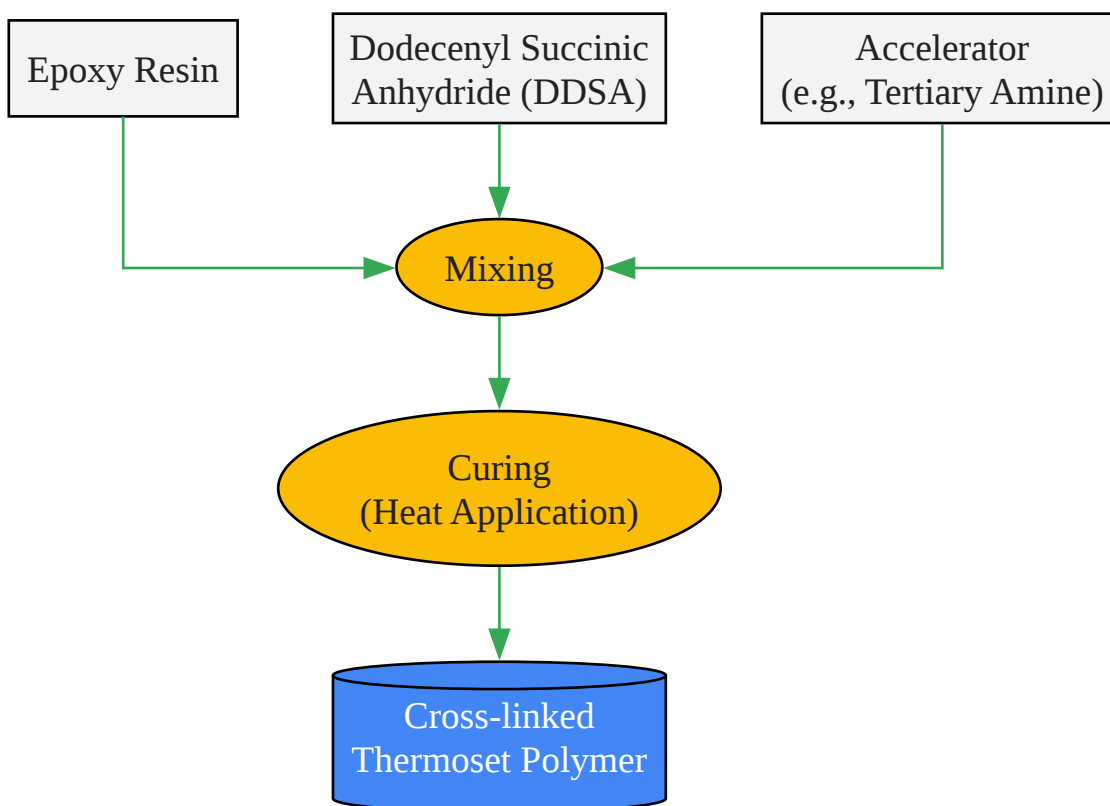 Epoxy Resin
Dodecenyl Succinic
Anhydride (DDSA)
Accelerator
(e.g., Tertiary Amine)
Mixing
Curing
(Heat Application)
Cross-linked
Thermoset Polymer